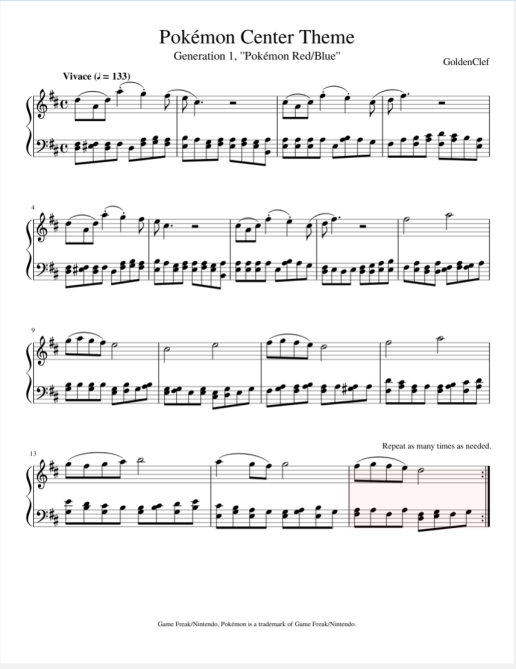 Pokémon Center Theme
Generation 1, "Pokémon Red/Blue"
GoldenClef
Vivace (♩ = 133)
4
9
Repeat as many times as needed.
13
Game Freak/Nintendo, Pokémon is a trademark of Game Freak/Nintendo.